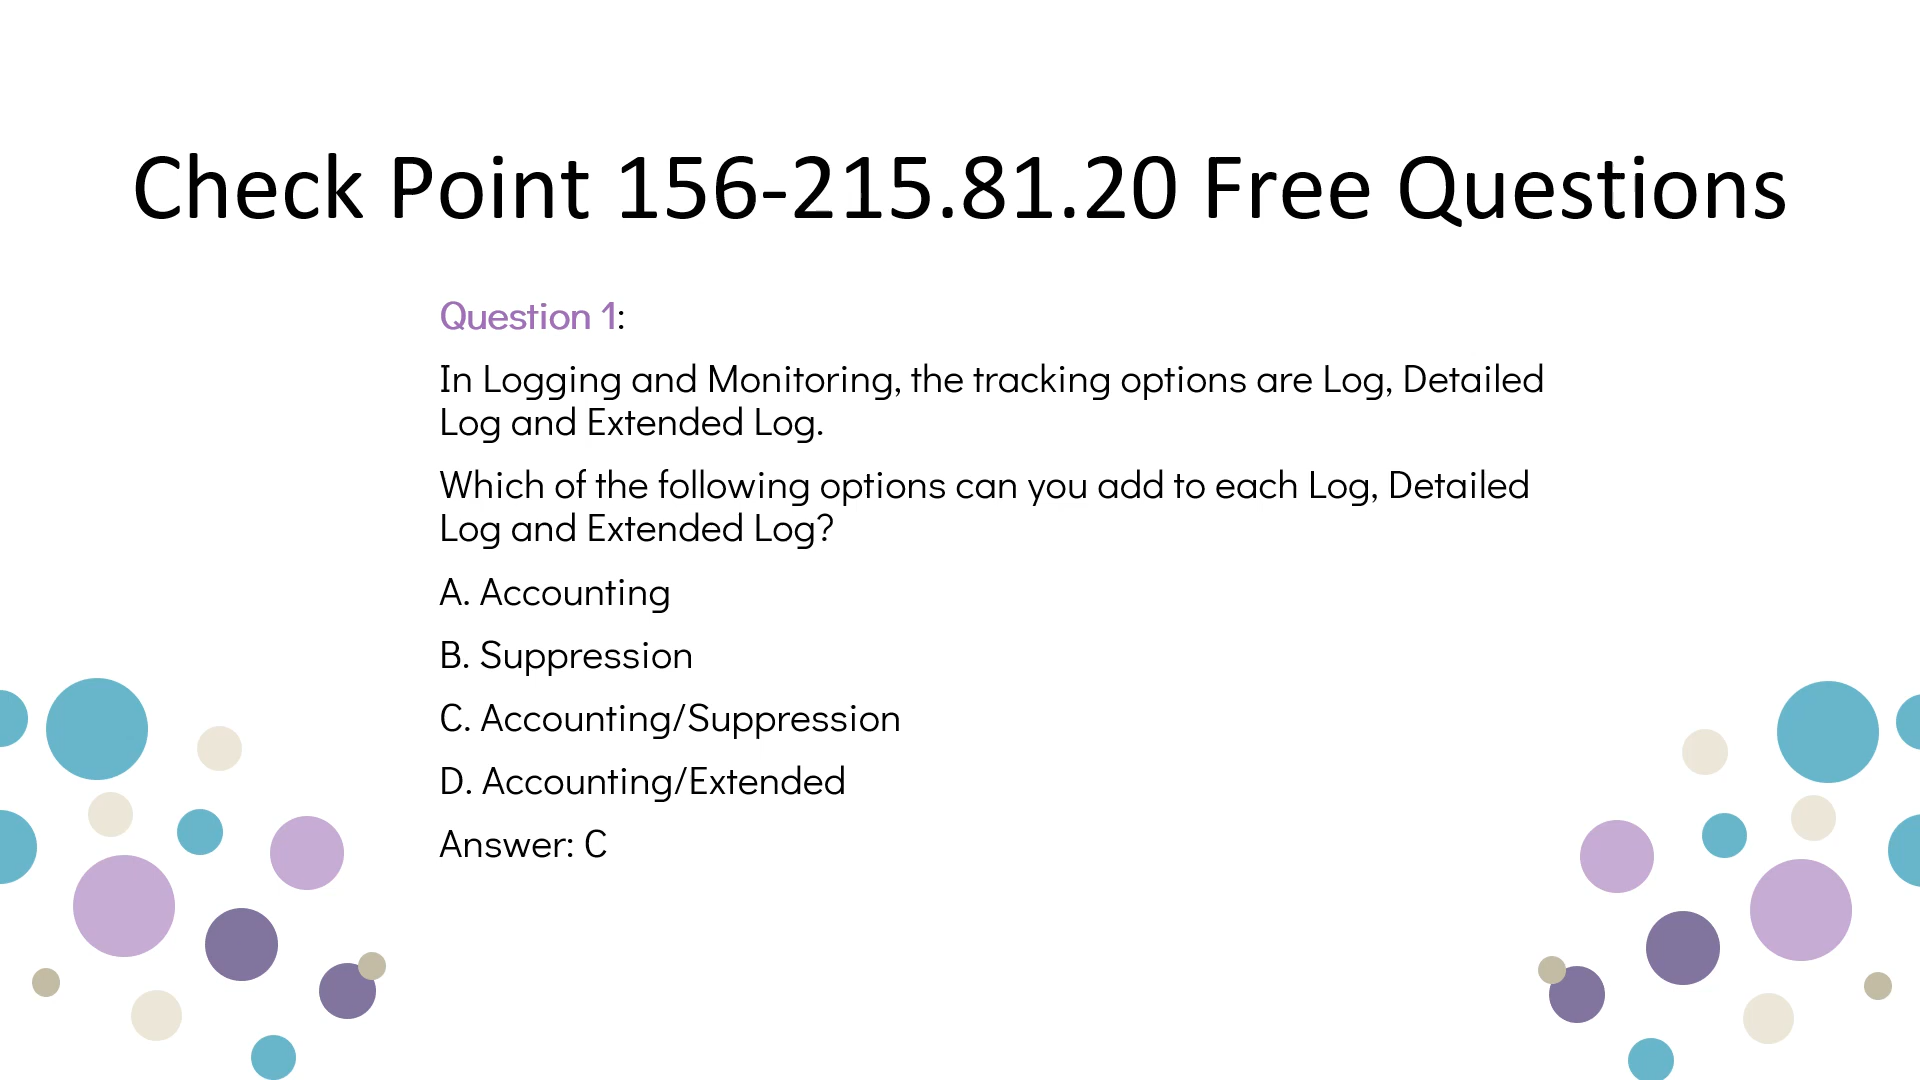 Check Point 156-215.81.20 Free Questions
Question 1:
In Logging and Monitoring, the tracking options are Log, Detailed
Log and Extended Log.
Which of the following options can you add to each Log, Detailed
Log and Extended Log?
A. Accounting
B. Suppression
C. Accounting/Suppression
D. Accounting/Extended
Answer: C